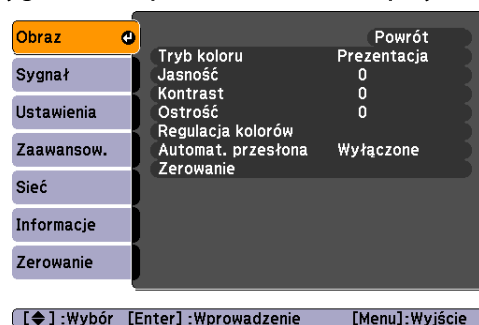 Obraz
Sygnał
Ustawienia
Zaawansow.
Sieć
Informacje
Zerowanie
Powrót
Tryb koloru Prezentacja
Jasność 0
Kontrast 0
Ostrość 0
Regulacja kolorów
Automat. przesłona Wyłączone
Zerowanie
[◆] :Wybór [Enter] :Wprowadzenie [Menu]:Wyjście